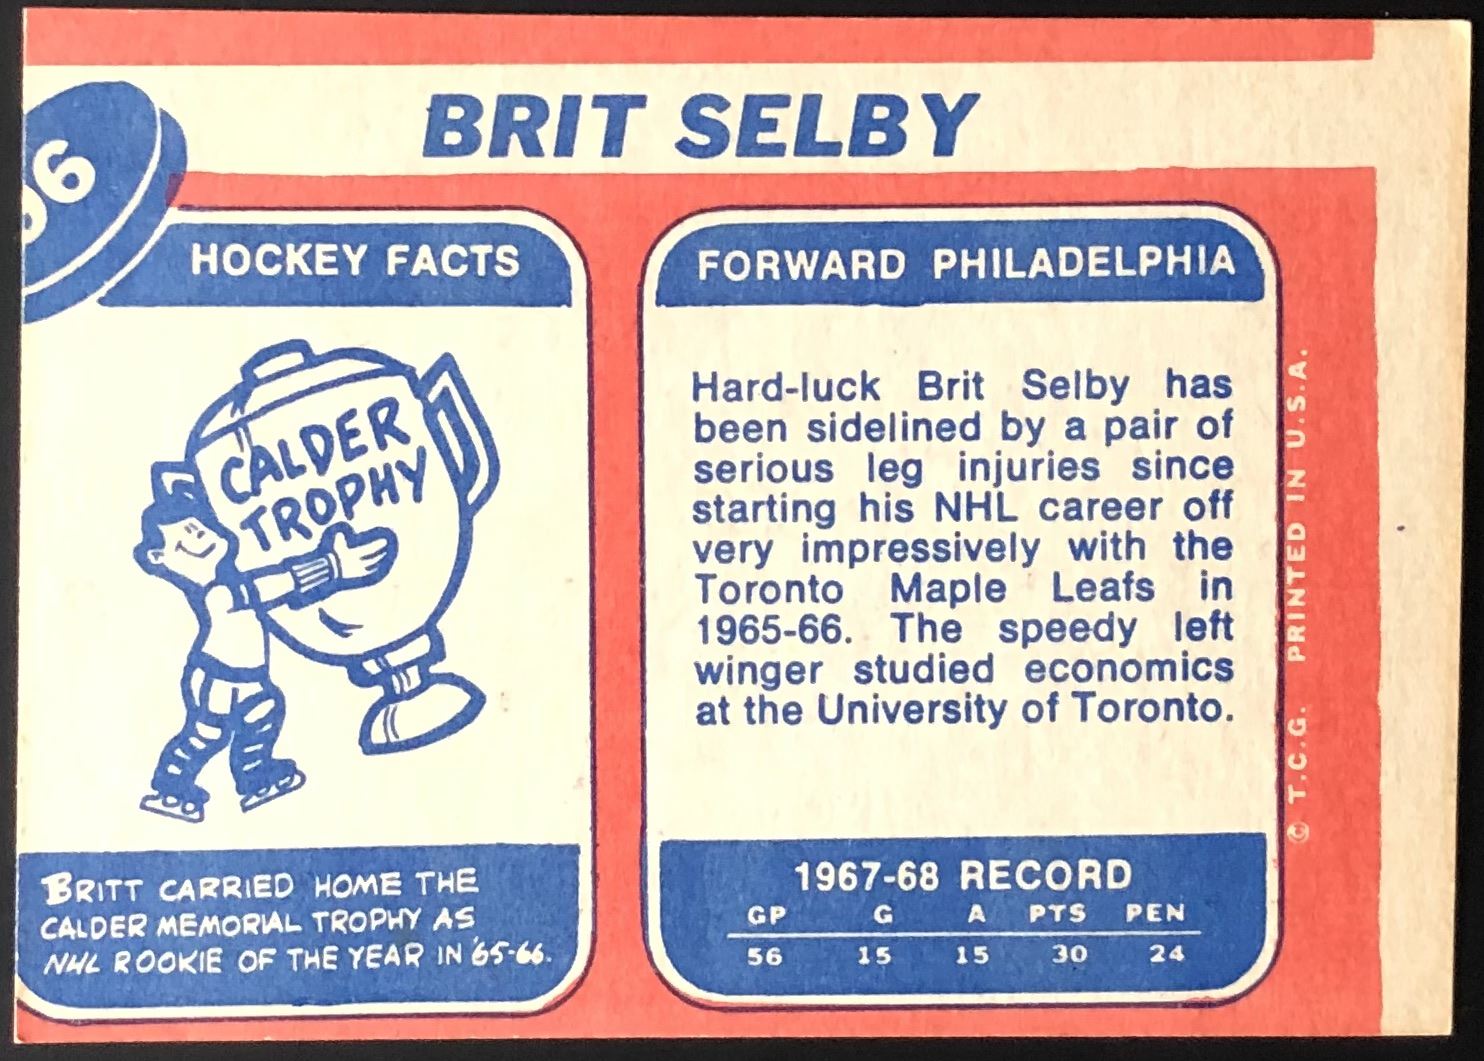 BRIT SELBY
96
HOCKEY FACTS
CALDER
TROPHY
BRITT CARRIED HOME THE
CALDER MEMORIAL TROPHY AS
NHL ROOKIE OF THE YEAR IN '65-66.
FORWARD PHILADELPHIA
Hard-luck Brit Selby has
been sidelined by a pair of
serious leg injuries since
starting his NHL career off
very impressively with the
Toronto Maple Leafs in
1965-66. The speedy left
winger studied economics
at the University of Toronto.
1967-68 RECORD
GP G A PTS PEN
56 15 15 30 24
© T.C.G. PRINTED IN U.S.A.